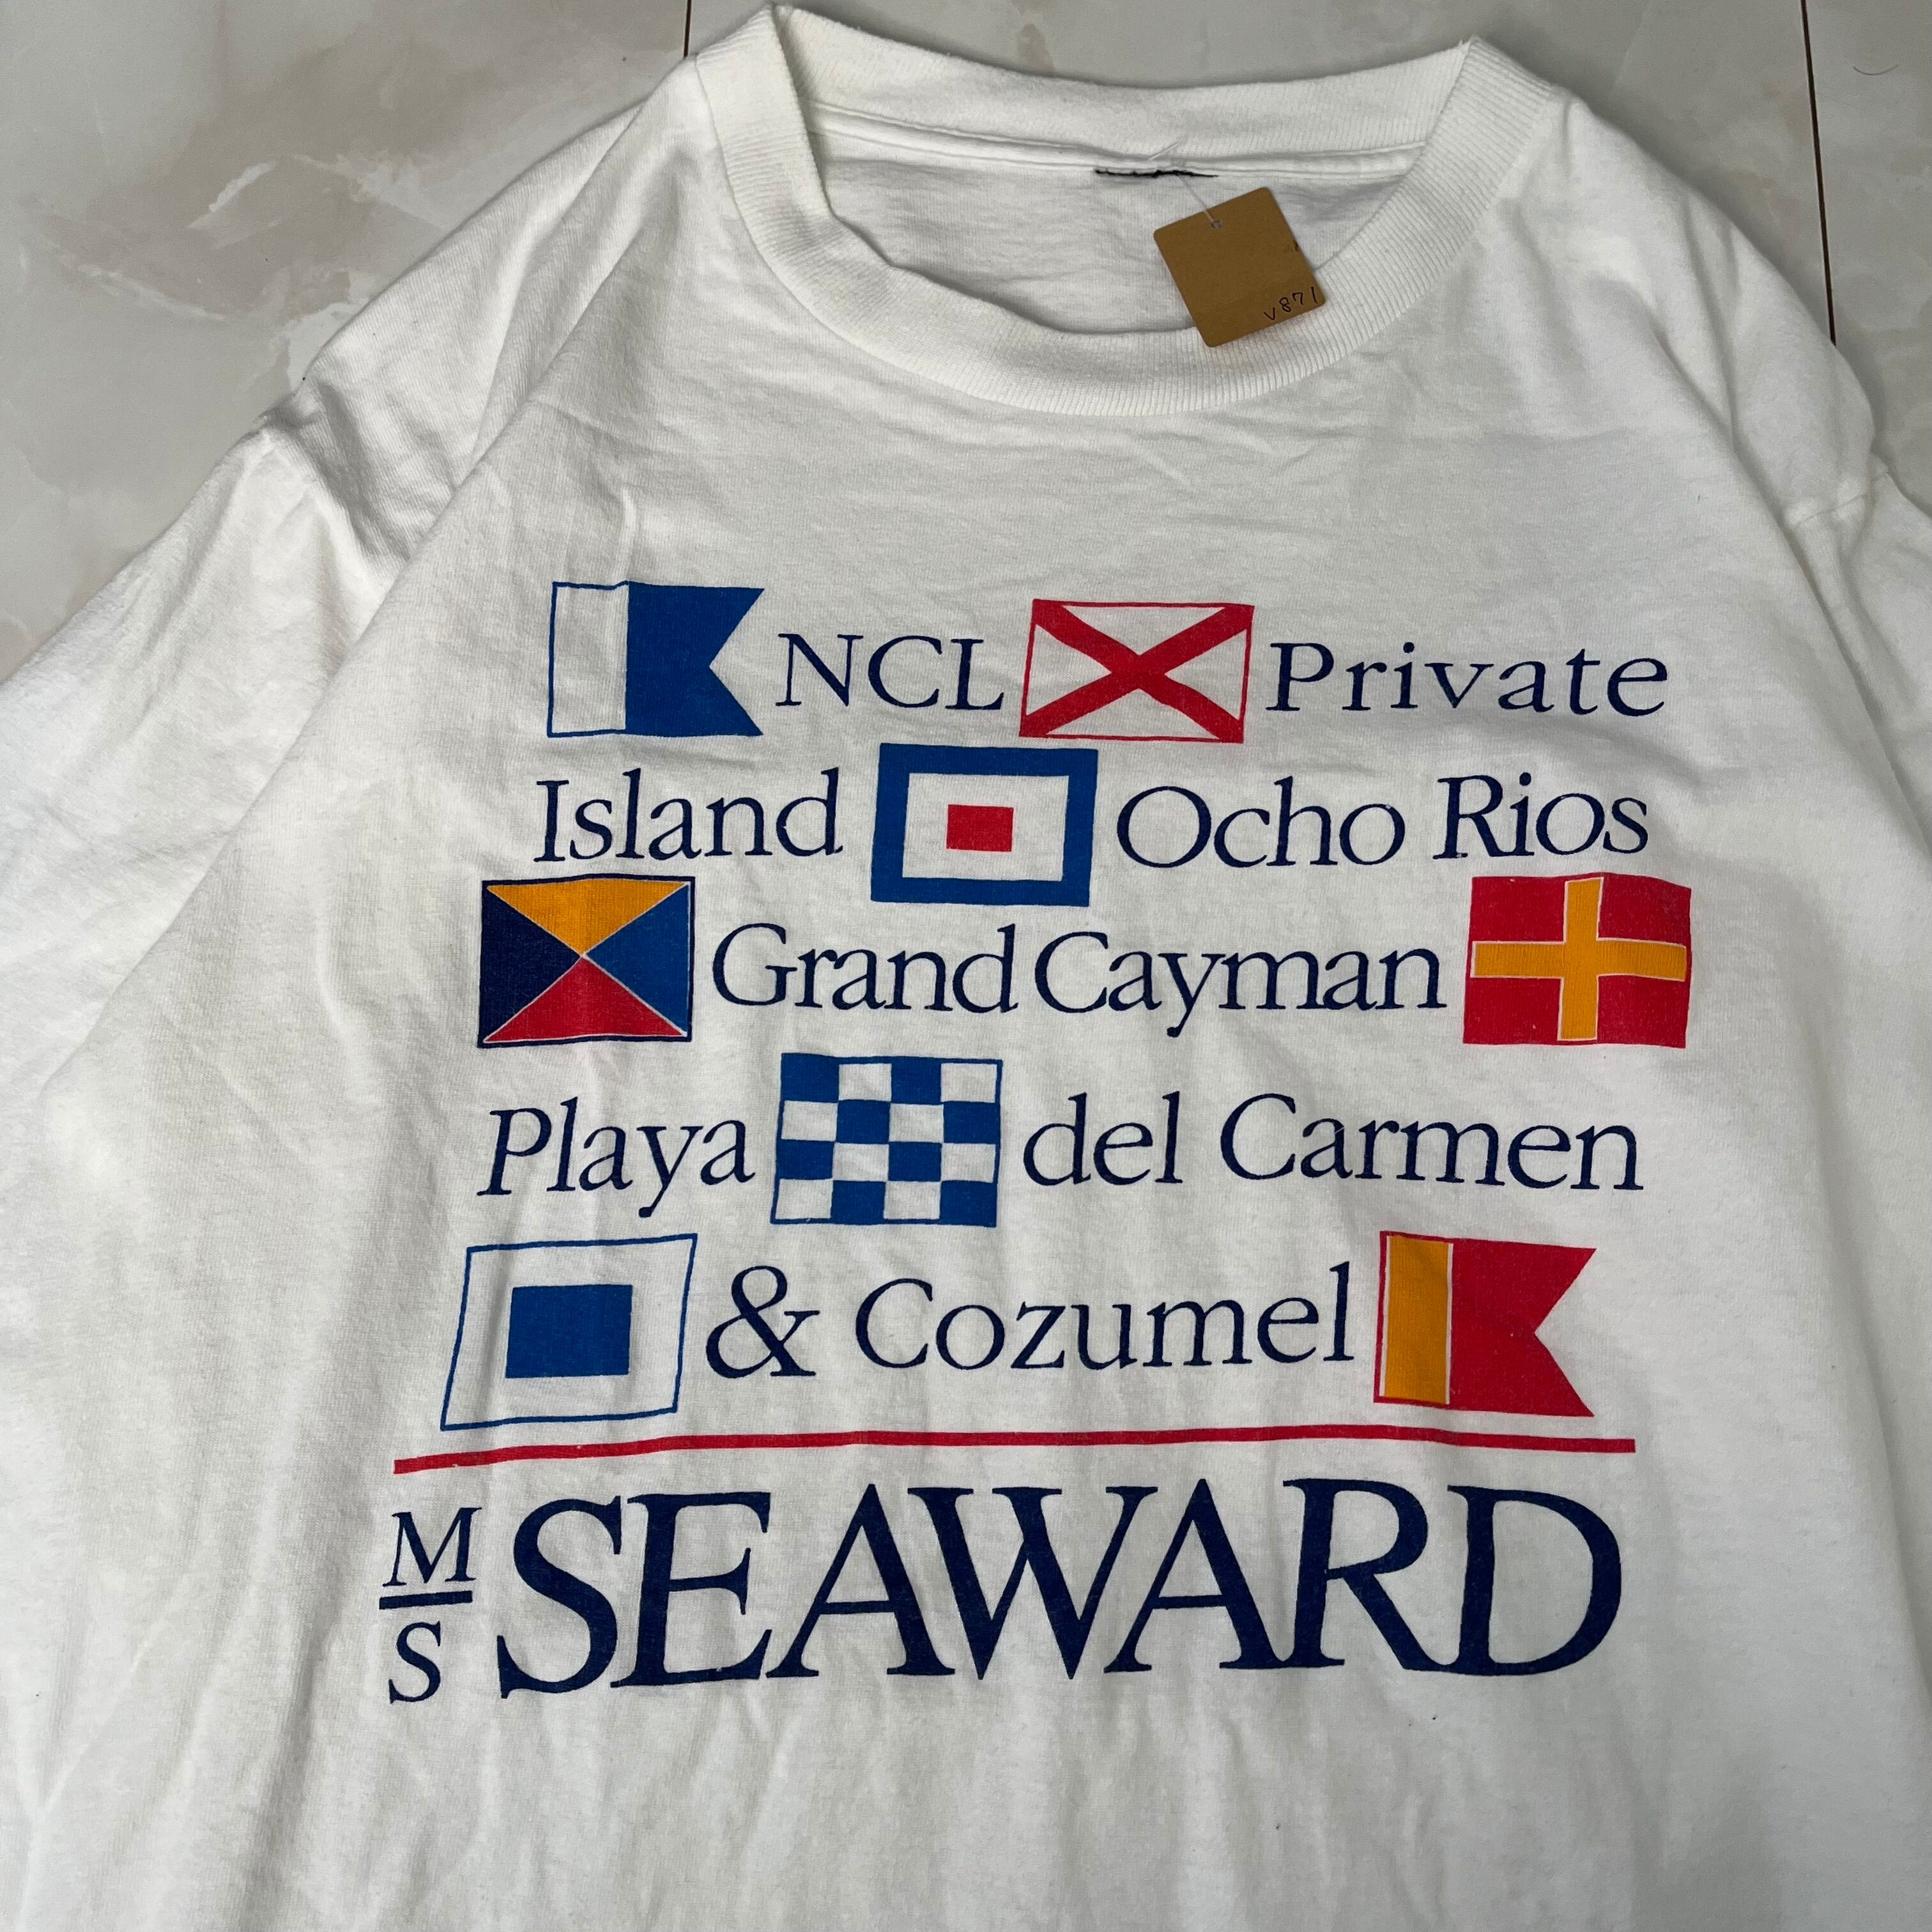 V871
NCL Private
Island Ocho Rios
Grand Cayman
Playa del Carmen
& Cozumel
M/S SEAWARD